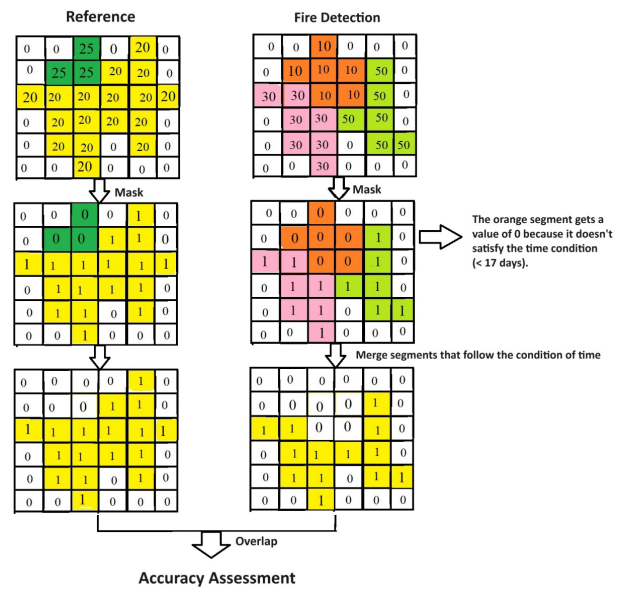 Reference
0 0 25 0 20 0
0 25 25 20 20 0
20 20 20 20 20 20
0 20 20 20 20 0
0 20 20 0 20 0
0 0 20 0 0 0
Fire Detection
0 0 10 0 0 0
0 10 10 10 50 0
30 30 10 10 50 0
0 30 30 50 50 0
0 30 30 0 50 50
0 0 30 0 0 0
Mask
0 0 0 0 1 0
0 0 0 1 1 0
1 1 1 1 1 1
0 1 1 1 1 0
0 1 1 0 1 0
0 0 1 0 0 0
Mask
0 0 0 0 0 0
0 0 0 0 1 0
1 1 0 0 1 0
0 1 1 1 1 0
0 1 1 0 1 1
0 0 1 0 0 0
The orange segment gets a
value of 0 because it doesn't
satisfy the time condition
(< 17 days).
Merge segments that follow the condition of time
0 0 0 0 1 0
0 0 0 1 1 0
1 1 1 1 1 1
0 1 1 1 1 0
0 1 1 0 1 0
0 0 1 0 0 0
0 0 0 0 0 0
0 0 0 0 1 0
1 1 0 0 1 0
0 1 1 1 1 0
0 1 1 0 1 1
0 0 1 0 0 0
Overlap
Accuracy Assessment